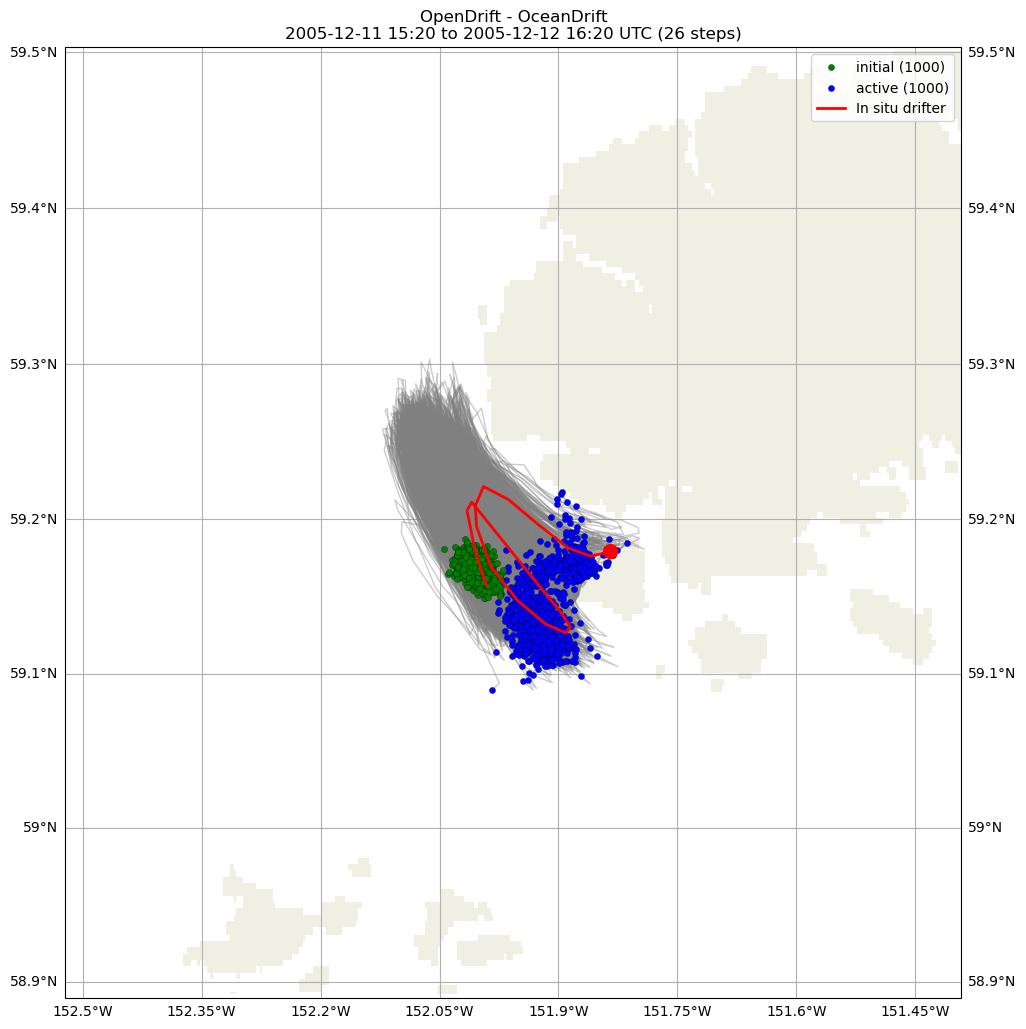 OpenDrift - OceanDrift
2005-12-11 15:20 to 2005-12-12 16:20 UTC (26 steps)
initial (1000)
active (1000)
In situ drifter
59.5°N
59.5°N
59.4°N
59.4°N
59.3°N
59.3°N
59.2°N
59.2°N
59.1°N
59.1°N
59°N
59°N
58.9°N
58.9°N
152.5°W 152.35°W 152.2°W 152.05°W 151.9°W 151.75°W 151.6°W 151.45°W